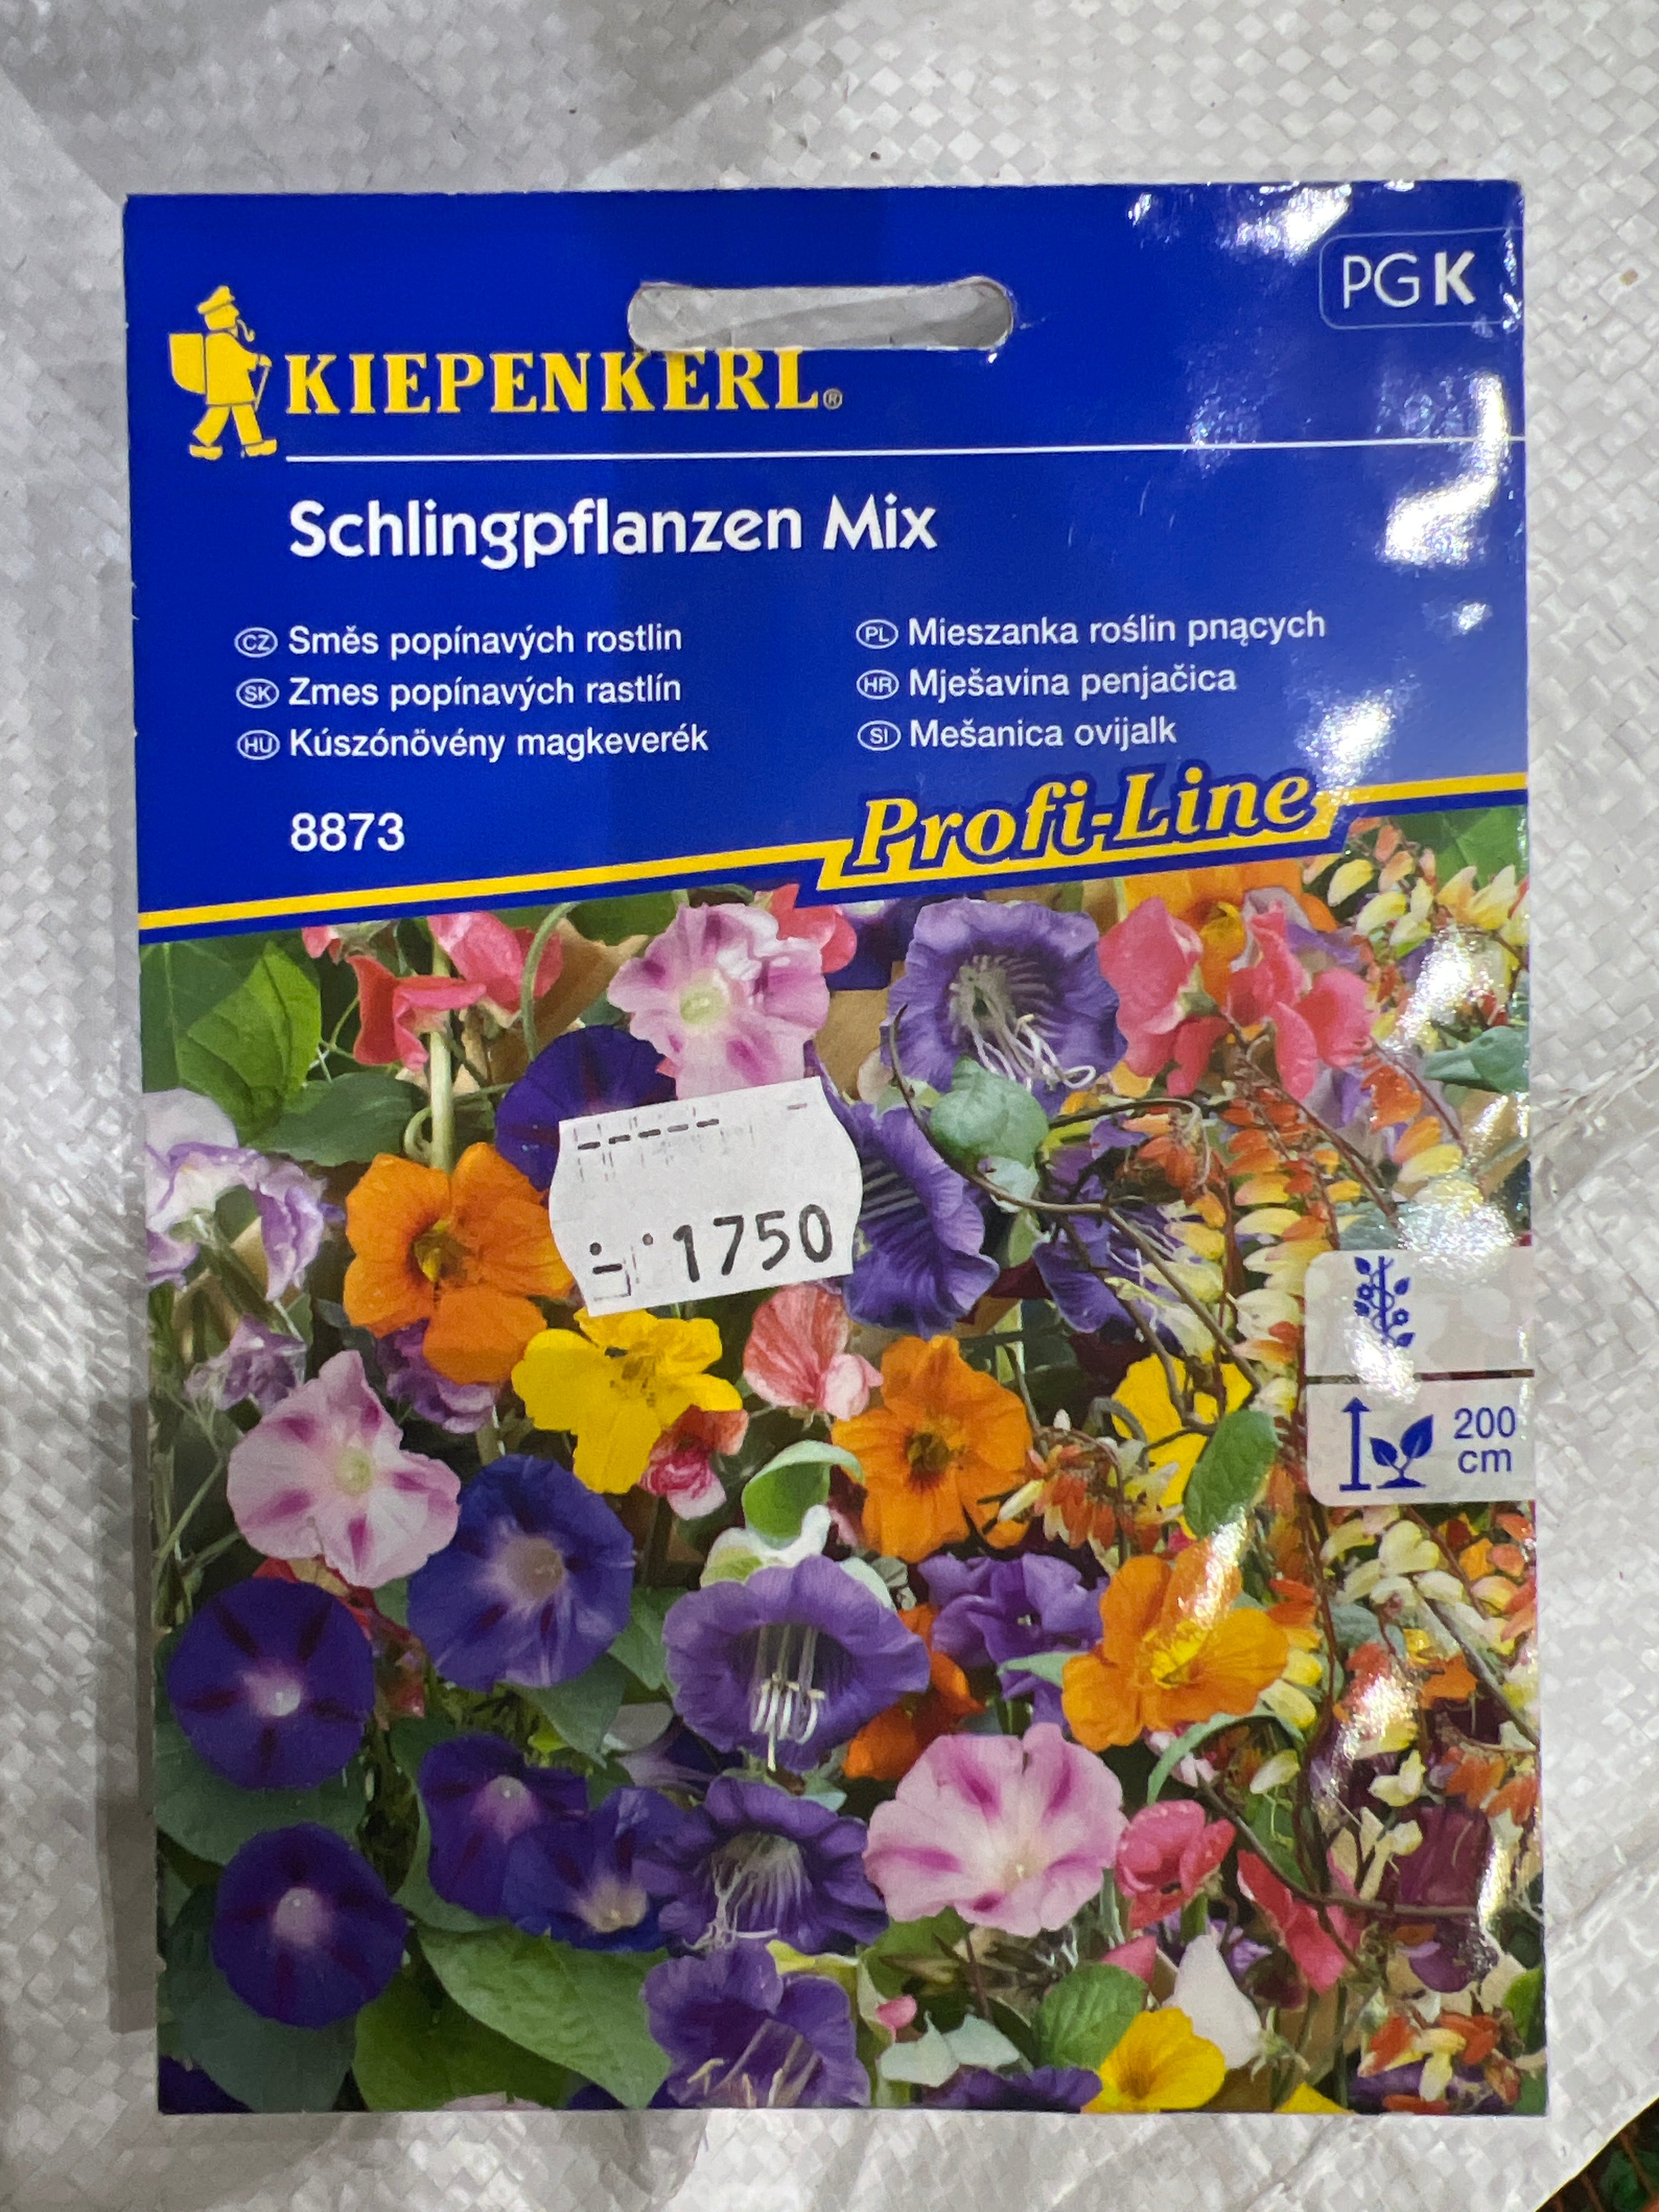 PG K
KIEPENKERL®
Schlingpflanzen Mix
CZ Směs popínavých rostlin
SK Zmes popínavých rastlín
HU Kúszónövény magkeverék
PL Mieszanka roślin pnących
HR Mješavina penjačica
SI Mešanica ovijalk
8873
Profi-Line
1750
200
cm